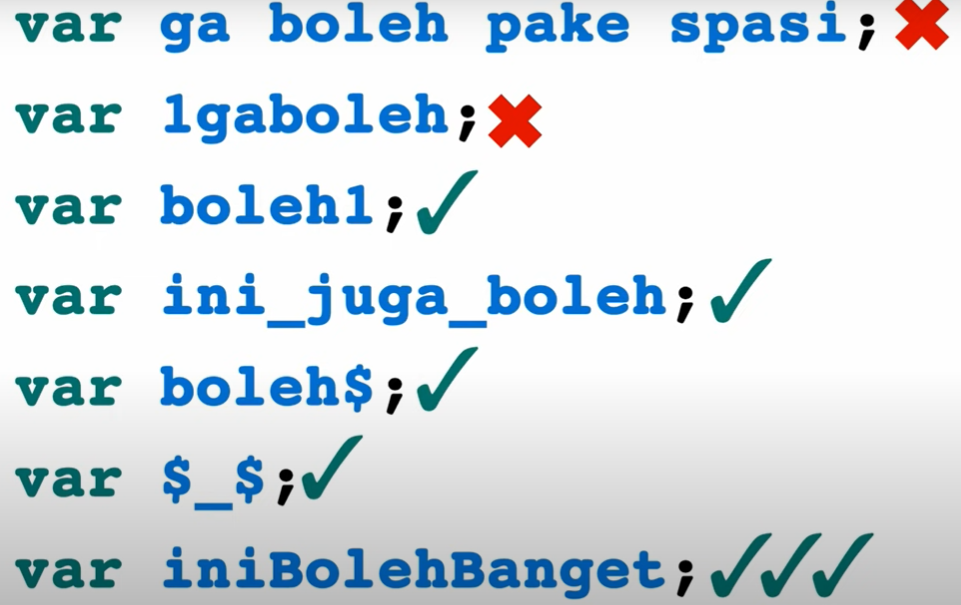 var ga boleh pake spasi;✖
var 1gaboleh;✖
var boleh1;✓
var ini_juga_boleh;✓
var boleh$;✓
var $_$;✓
var iniBolehBanget;✓✓✓